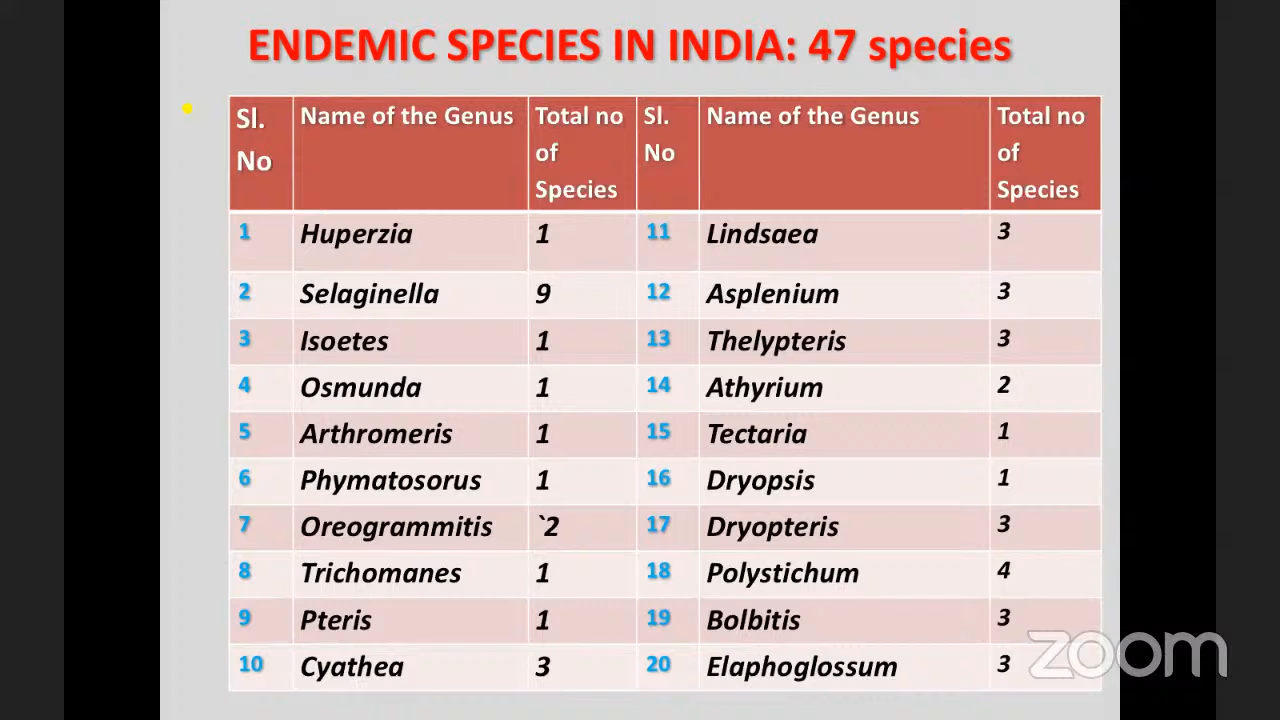 ENDEMIC SPECIES IN INDIA: 47 species
Sl. No Name of the Genus Total no of Species Sl. No Name of the Genus Total no of Species
1 Huperzia 1 11 Lindsaea 3
2 Selaginella 9 12 Asplenium 3
3 Isoetes 1 13 Thelypteris 3
4 Osmunda 1 14 Athyrium 2
5 Arthromeris 1 15 Tectaria 1
6 Phymatosorus 1 16 Dryopsis 1
7 Oreogrammitis `2 17 Dryopteris 3
8 Trichomanes 1 18 Polystichum 4
9 Pteris 1 19 Bolbitis 3
10 Cyathea 3 20 Elaphoglossum 3
zoom